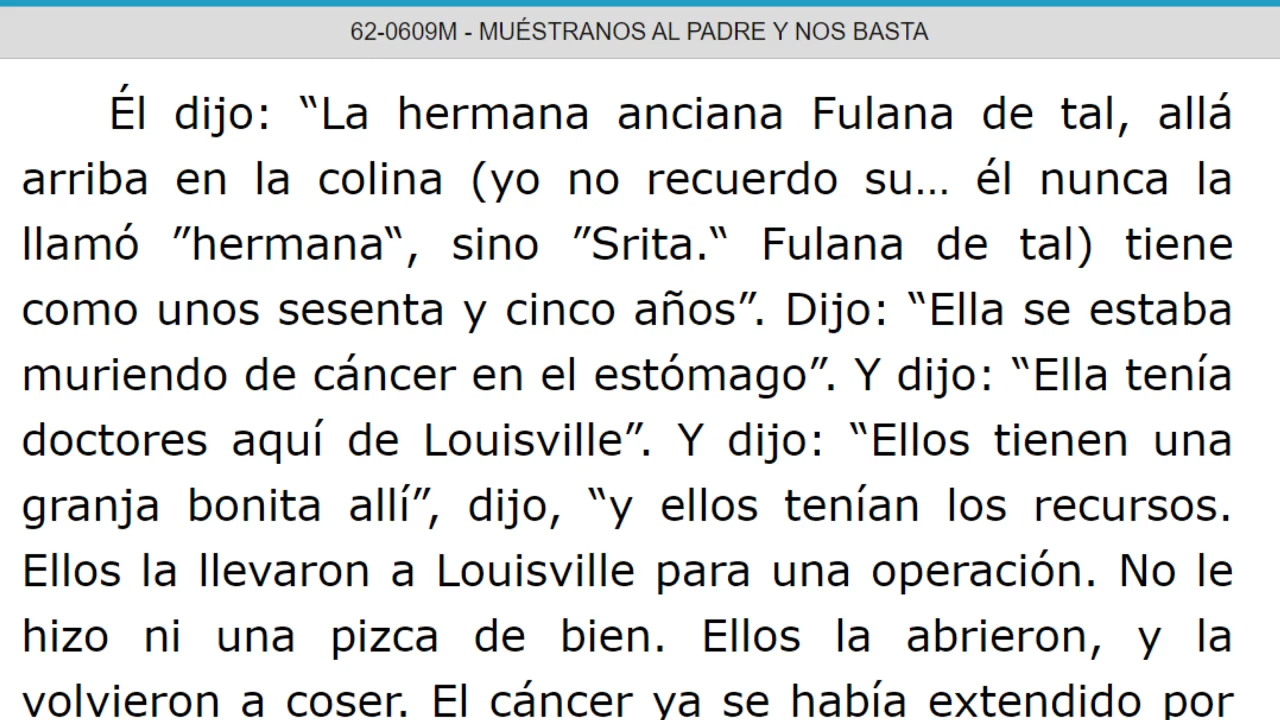 62-0609M - MUÉSTRANOS AL PADRE Y NOS BASTA
Él dijo: “La hermana anciana Fulana de tal, allá
arriba en la colina (yo no recuerdo su... él nunca la
llamó ”hermana“, sino ”Srita.“ Fulana de tal) tiene
como unos sesenta y cinco años”. Dijo: “Ella se estaba
muriendo de cáncer en el estómago”. Y dijo: “Ella tenía
doctores aquí de Louisville”. Y dijo: “Ellos tienen una
granja bonita allí”, dijo, “y ellos tenían los recursos.
Ellos la llevaron a Louisville para una operación. No le
hizo ni una pizca de bien. Ellos la abrieron, y la
volvieron a coser. El cáncer ya se había extendido por